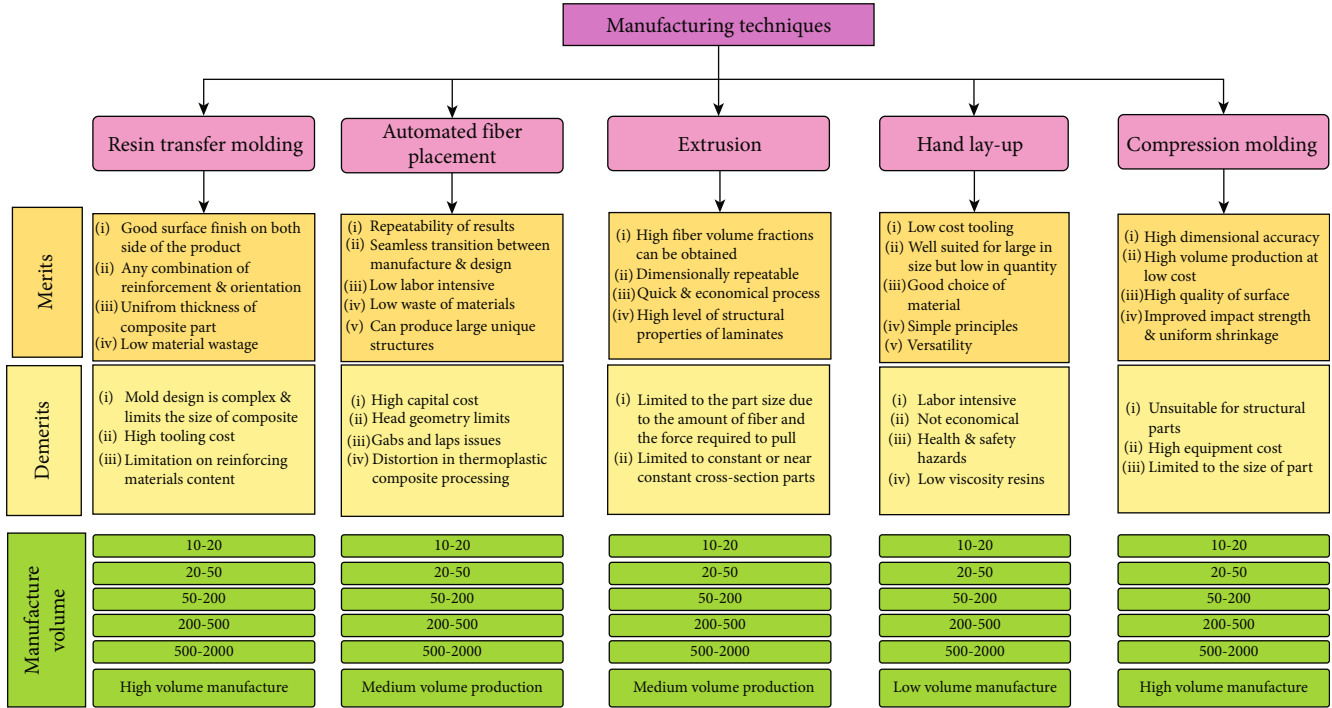 Manufacturing techniques
Resin transfer molding
Automated fiber
placement
Extrusion
Hand lay-up
Compression molding
Merits
(i) Good surface finish on both
side of the product
(ii) Any combination of
reinforcement & orientation
(iii) Unifrom thickness of
composite part
(iv) Low material wastage
(i) Repeatability of results
(ii) Seamless transition between
manufacture & design
(iii) Low labor intensive
(iv) Low waste of materials
(v) Can produce large unique
structures
(i) High fiber volume fractions
can be obtained
(ii) Dimensionally repeatable
(iii) Quick & economical process
(iv) High level of structural
properties of laminates
(i) Low cost tooling
(ii) Well suited for large in
size but low in quantity
(iii) Good choice of
material
(iv) Simple principles
(v) Versatility
(i) High dimensional accuracy
(ii) High volume production at
low cost
(iii) High quality of surface
(iv) Improved impact strength
& uniform shrinkage
Demerits
(i) Mold design is complex &
limits the size of composite
(ii) High tooling cost
(iii) Limitation on reinforcing
materials content
(i) High capital cost
(ii) Head geometry limits
(iii) Gabs and laps issues
(iv) Distortion in thermoplastic
composite processing
(i) Limited to the part size due
to the amount of fiber and
the force required to pull
(ii) Limited to constant or near
constant cross-section parts
(i) Labor intensive
(ii) Not economical
(iii) Health & safety
hazards
(iv) Low viscosity resins
(i) Unsuitable for structural
parts
(ii) High equipment cost
(iii) Limited to the size of part
Manufacture
volume
10-20
20-50
50-200
200-500
500-2000
High volume manufacture
10-20
20-50
50-200
200-500
500-2000
Medium volume production
10-20
20-50
50-200
200-500
500-2000
Medium volume production
10-20
20-50
50-200
200-500
500-2000
Low volume manufacture
10-20
20-50
50-200
200-500
500-2000
High volume manufacture